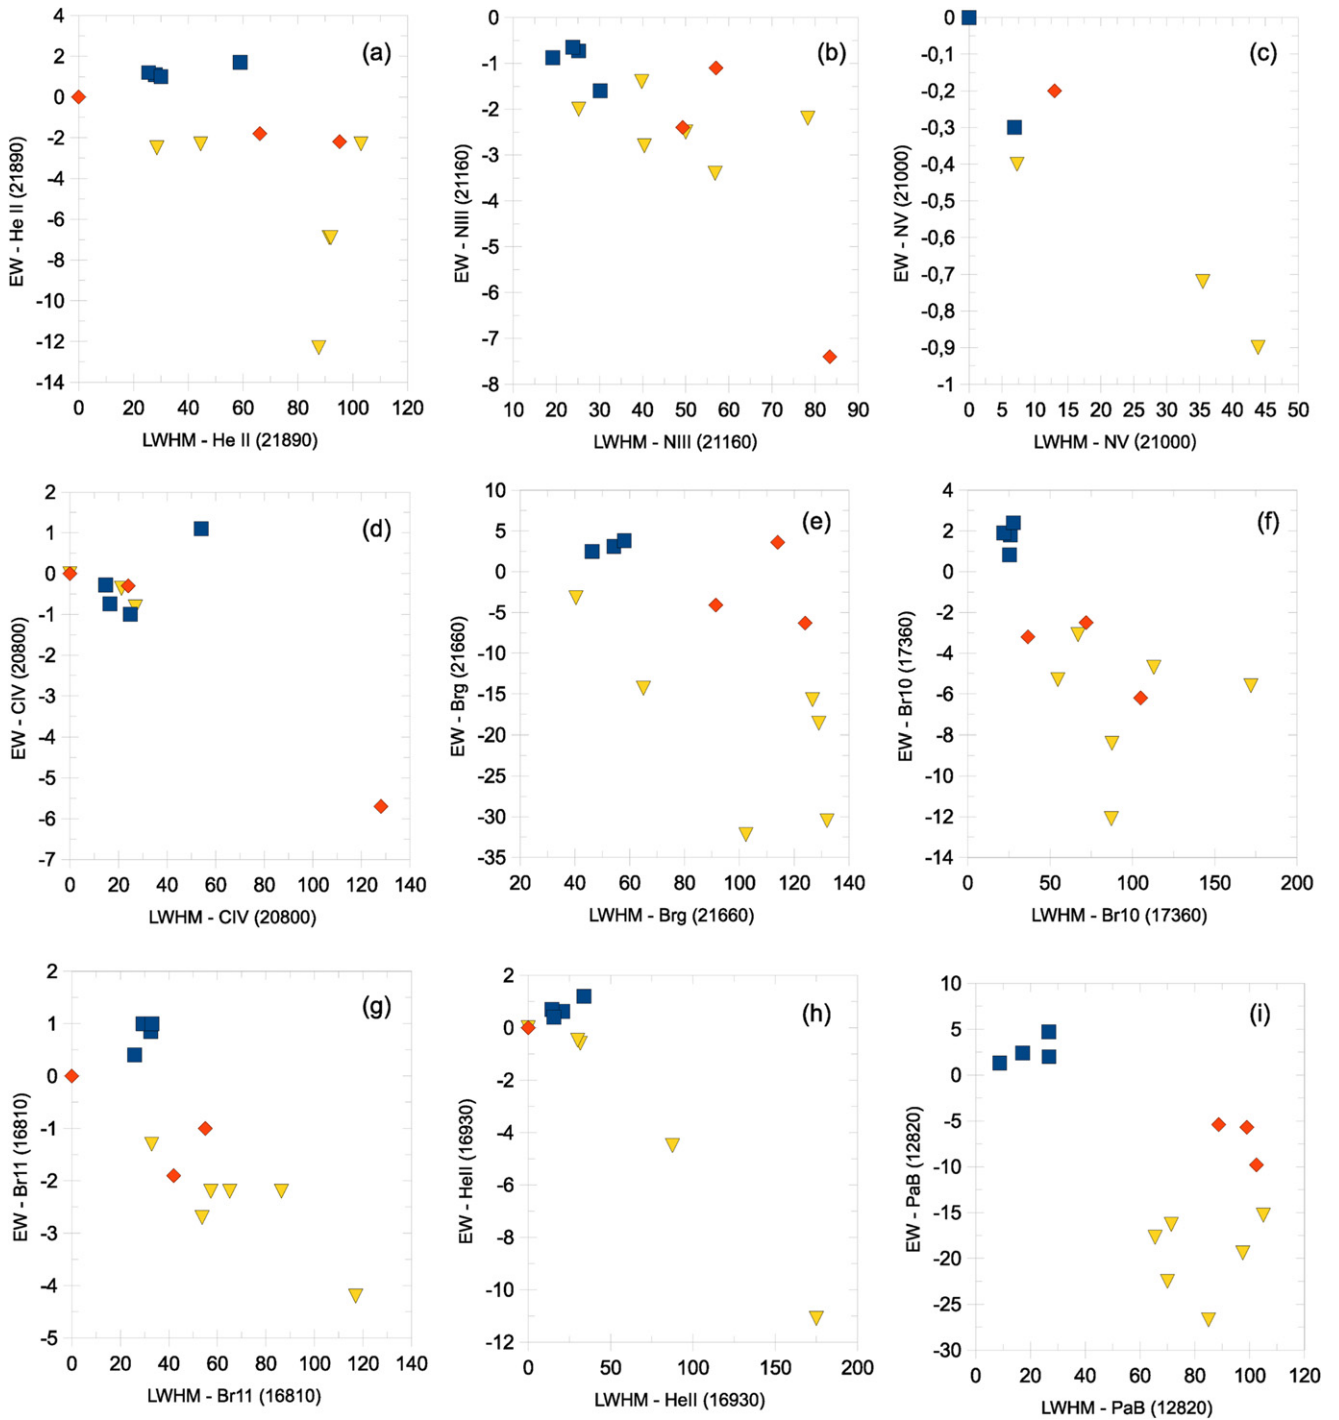 (a)
4
2
0
-2
-4
-6
-8
-10
-12
-14
EW - He II (21890)
0 20 40 60 80 100 120
LWHM - He II (21890)
(b)
-0
-1
-2
-3
-4
-5
-6
-7
-8
EW - NIII (21160)
10 20 30 40 50 60 70 80 90
LWHM - NIII (21160)
(c)
0
-0,1
-0,2
-0,3
-0,4
-0,5
-0,6
-0,7
-0,8
-0,9
-1
EW - NV (21000)
0 5 10 15 20 25 30 35 40 45 50
LWHM - NV (21000)
(d)
2
1
0
-1
-2
-3
-4
-5
-6
-7
EW - CIV (20800)
0 20 40 60 80 100 120 140
LWHM - CIV (20800)
(e)
10
5
0
-5
-10
-15
-20
-25
-30
-35
EW - Brg (21660)
20 40 60 80 100 120 140
LWHM - Brg (21660)
(f)
4
2
0
-2
-4
-6
-8
-10
-12
-14
EW - Br10 (17360)
0 50 100 150 200
LWHM - Br10 (17360)
(g)
2
1
0
-1
-2
-3
-4
-5
EW - Br11 (16810)
0 20 40 60 80 100 120 140
LWHM - Br11 (16810)
(h)
2
0
-2
-4
-6
-8
-10
-12
EW - HeII (16930)
0 50 100 150 200
LWHM - HeII (16930)
(i)
10
5
0
-5
-10
-15
-20
-25
-30
EW - PaB (12820)
0 20 40 60 80 100 120
LWHM - PaB (12820)